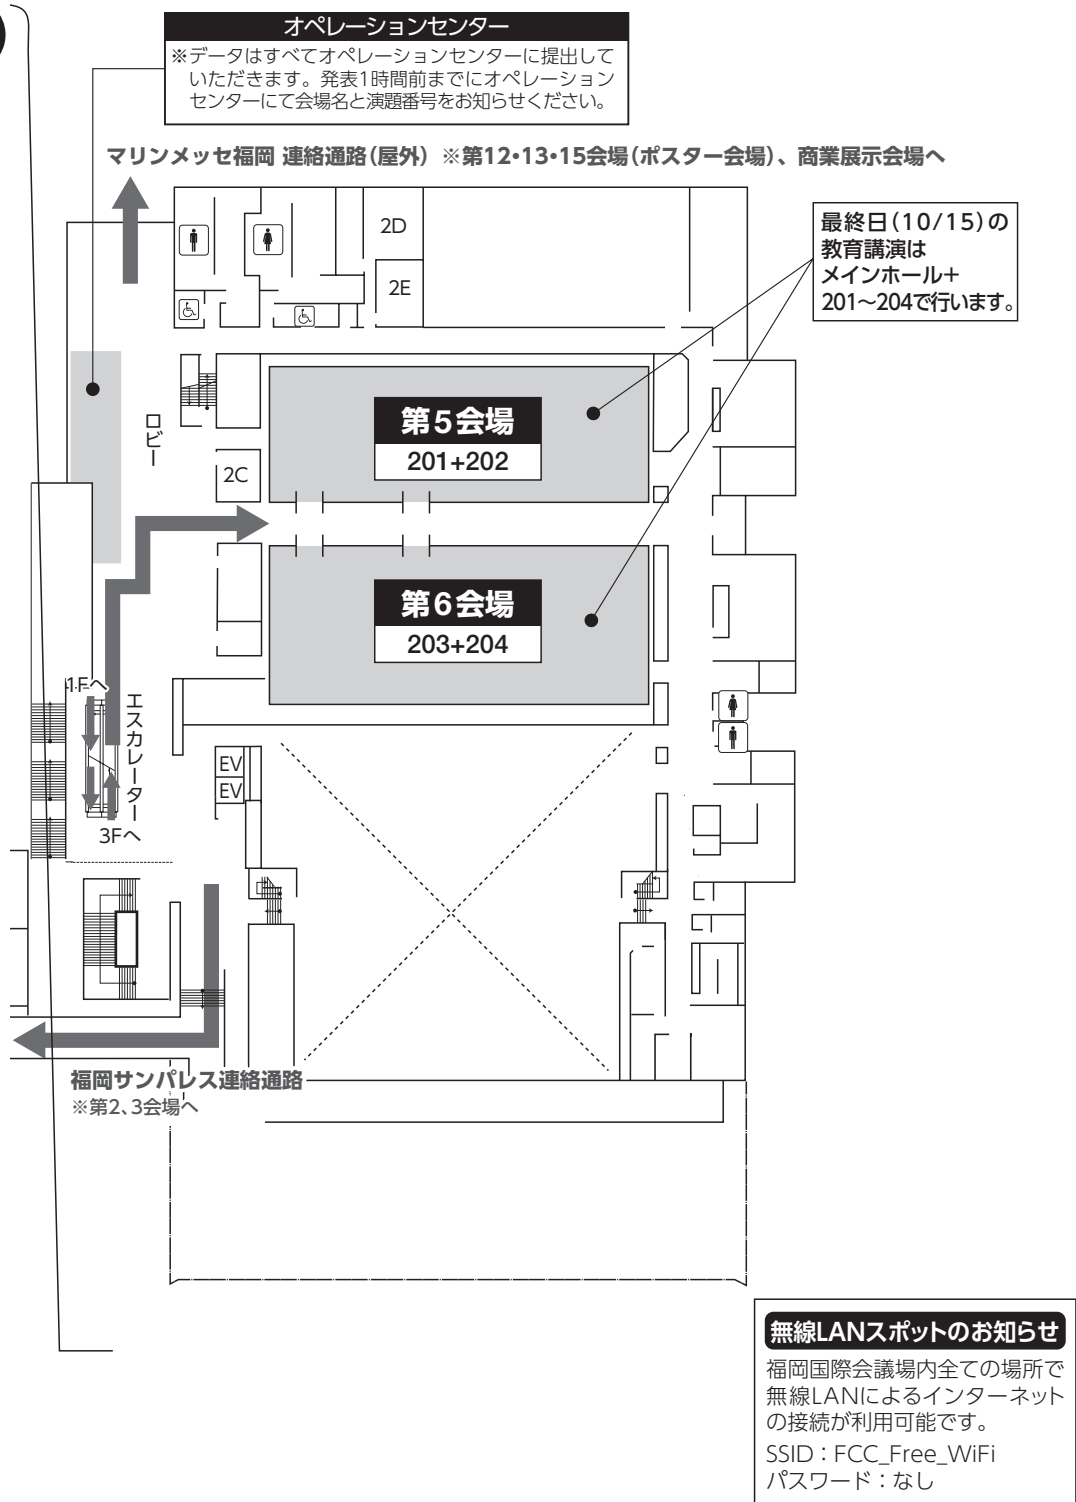 オペレーションセンター
※データはすべてオペレーションセンターに提出して
いただきます。発表1時間前までにオペレーション
センターにて会場名と演題番号をお知らせください。
マリンメッセ福岡 連絡通路(屋外) ※第12・13・15会場(ポスター会場)、商業展示会場へ
最終日(10/15)の
教育講演は
メインホール+
201〜204で行います。
2D
2E
ロビー
第5会場
201+202
2C
第6会場
203+204
1Fへ
エスカレーター
EV
EV
3Fへ
福岡サンパレス連絡通路
※第2、3会場へ
無線LANスポットのお知らせ
福岡国際会議場内全ての場所で
無線LANによるインターネット
の接続が利用可能です。
SSID:FCC_Free_WiFi
パスワード:なし